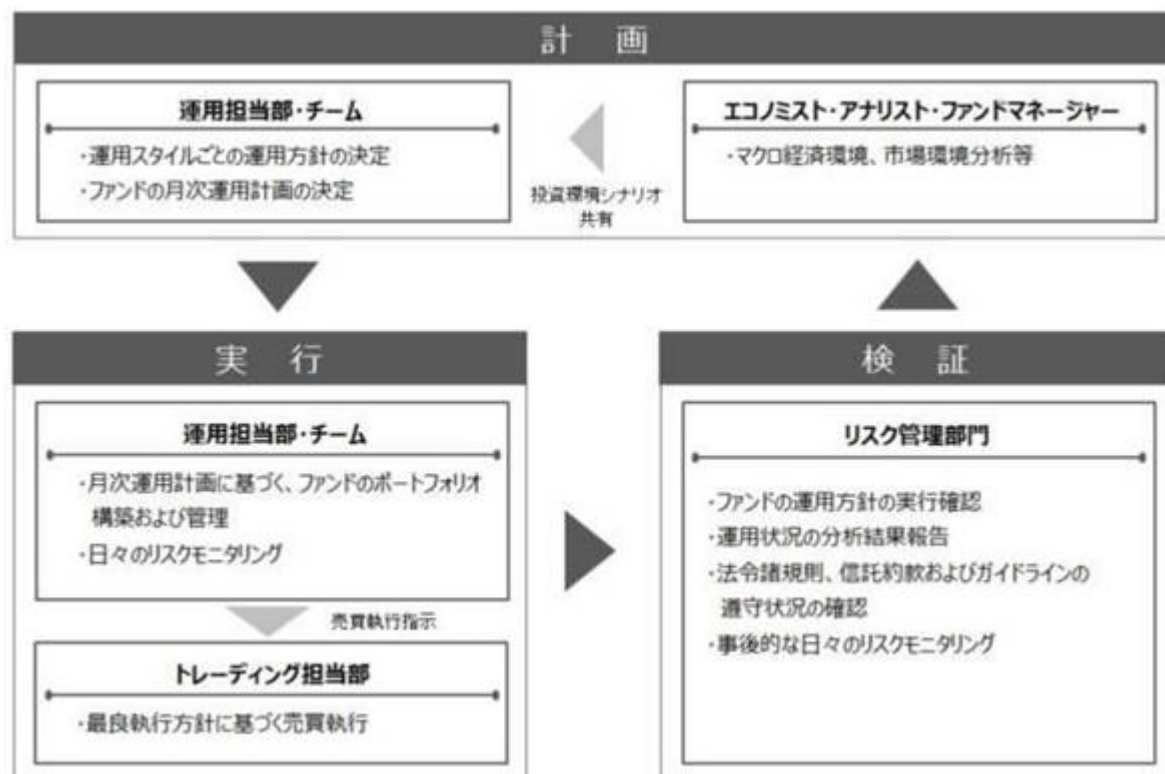 計 画
運用担当部・チーム
・運用スタイルごとの運用方針の決定
・ファンドの月次運用計画の決定
投資環境シナリオ
共有
エコノミスト・アナリスト・ファンドマネージャー
・マクロ経済環境、市場環境分析等
実 行
運用担当部・チーム
・月次運用計画に基づく、ファンドのポートフォリオ
構築および管理
・日々のリスクモニタリング
売買執行指示
トレーディング担当部
・最良執行方針に基づく売買執行
検 証
リスク管理部門
・ファンドの運用方針の実行確認
・運用状況の分析結果報告
・法令諸規則、信託約款およびガイドラインの
遵守状況の確認
・事後的な日々のリスクモニタリング